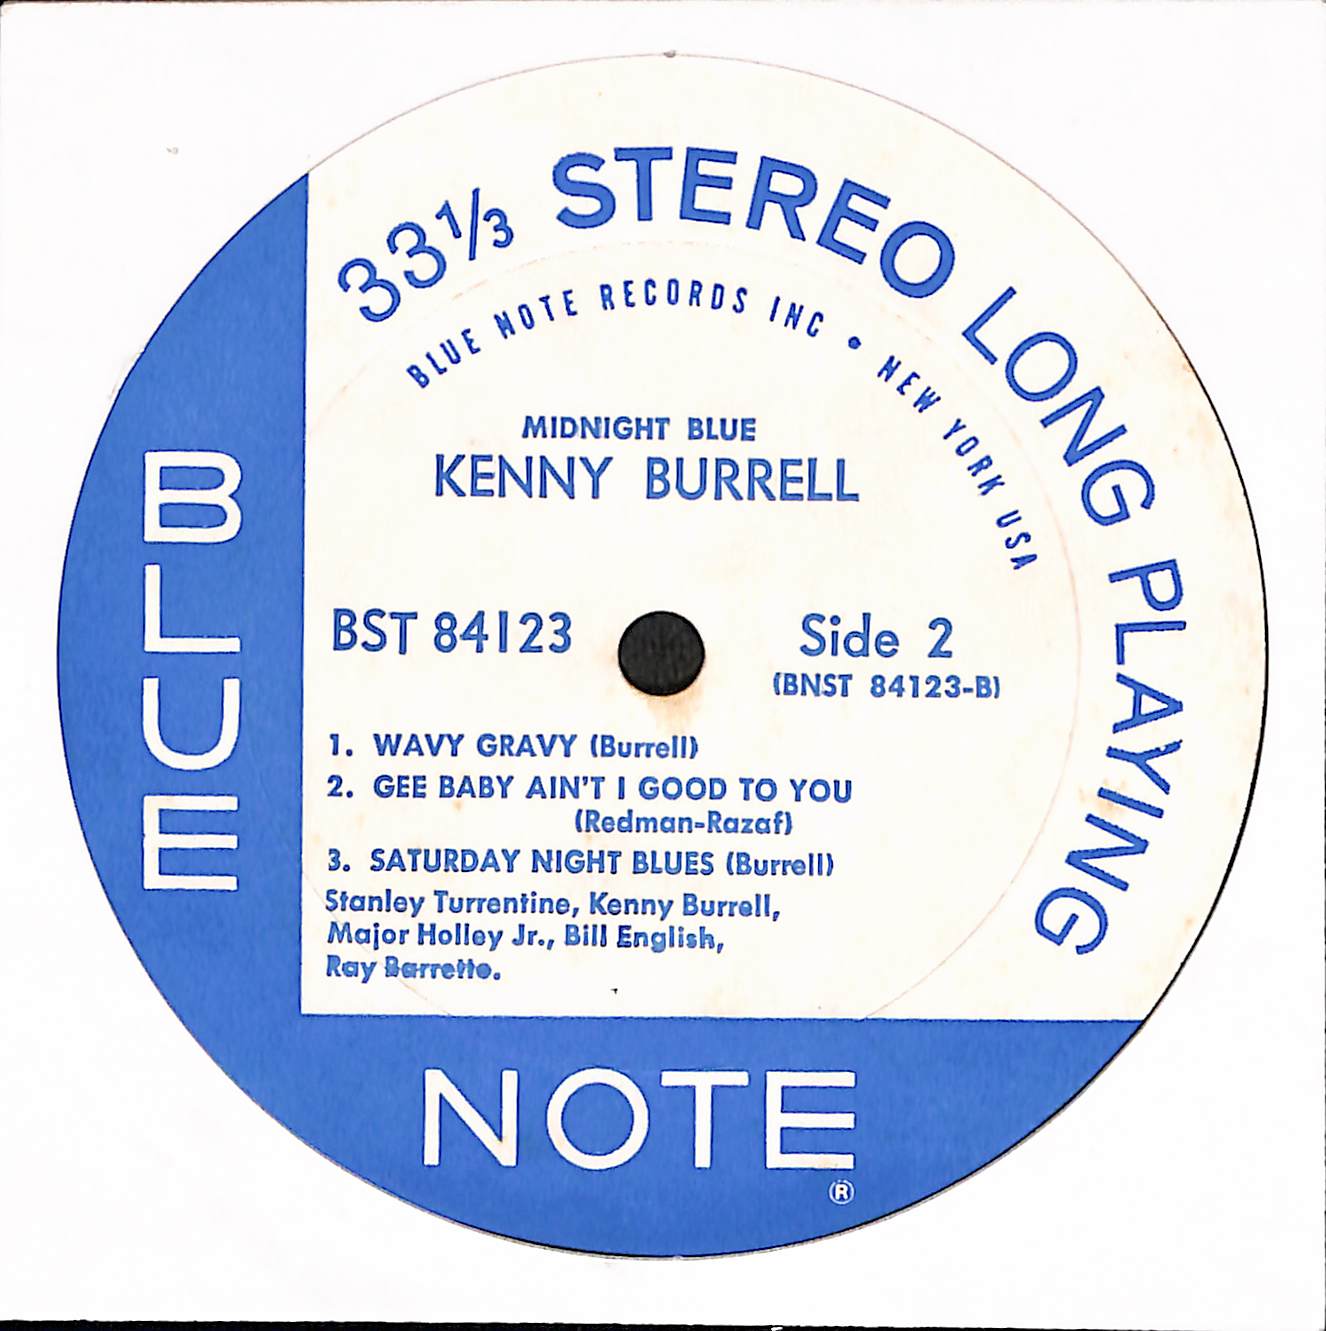 33⅓ STEREO LONG PLAYING
BLUE NOTE RECORDS INC • NEW YORK USA
MIDNIGHT BLUE
KENNY BURRELL
BST 84123
Side 2
(BNST 84123-B)
1. WAVY GRAVY (Burrell)
2. GEE BABY AIN'T I GOOD TO YOU
(Redman-Razaf)
3. SATURDAY NIGHT BLUES (Burrell)
Stanley Turrentine, Kenny Burrell,
Major Holley Jr., Bill English,
Ray Barretto.
BLUE
NOTE
®